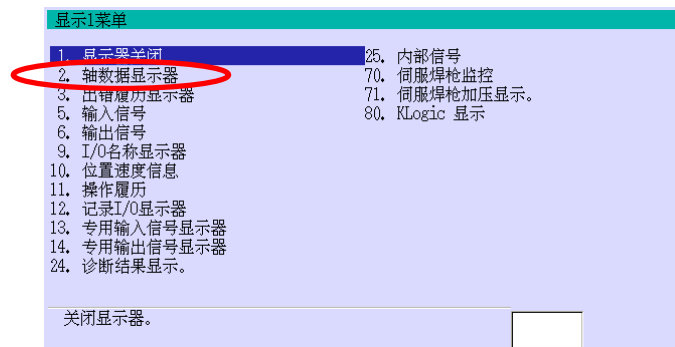 显示1菜单
1. 显示器关闭
2. 轴数据显示器
3. 出错履历显示器
5. 输入信号
6. 输出信号
9. I/O名称显示器
10. 位置速度信息
11. 操作履历
12. 记录I/O显示器
13. 专用输入信号显示器
14. 专用输出信号显示器
24. 诊断结果显示。
25. 内部信号
70. 伺服焊枪监控
71. 伺服焊枪加压显示。
80. KLogic 显示
关闭显示器。